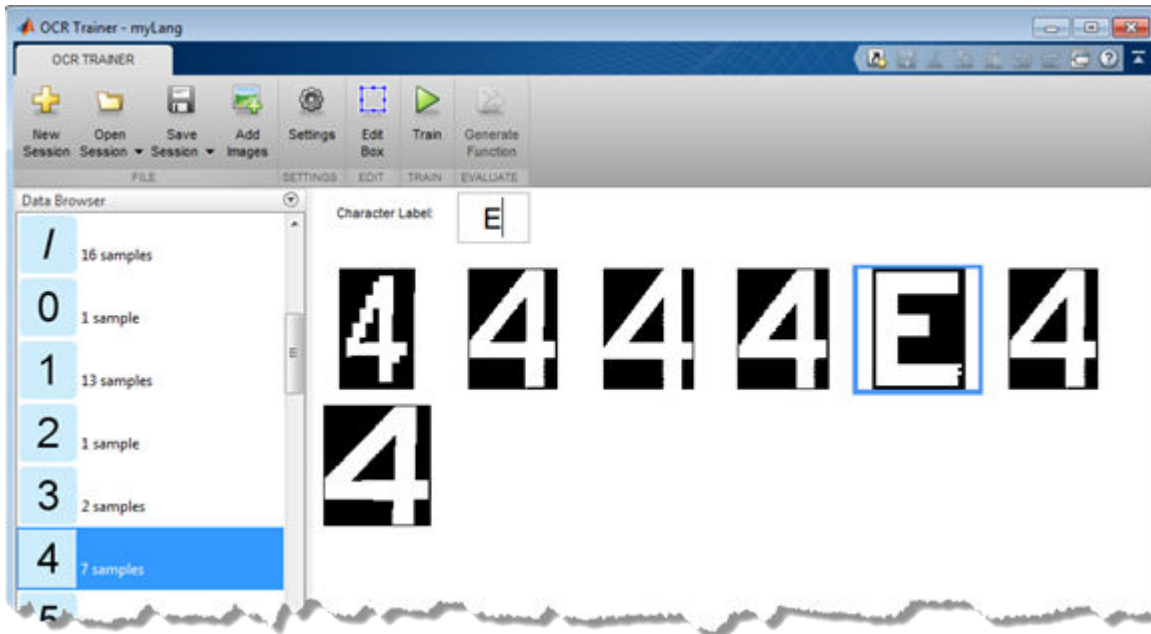 OCR Trainer - myLang
OCR TRAINER
New Session
Open Session
Save Session
Add Images
Settings
Edit Box
Train
Generate Function
FILE
SETTINGS
EDIT
TRAIN
EVALUATE
Data Browser
Character Label:
E
/ 16 samples
0 1 sample
1 13 samples
2 1 sample
3 2 samples
4 7 samples
5
4 4 4 4 E 4
4